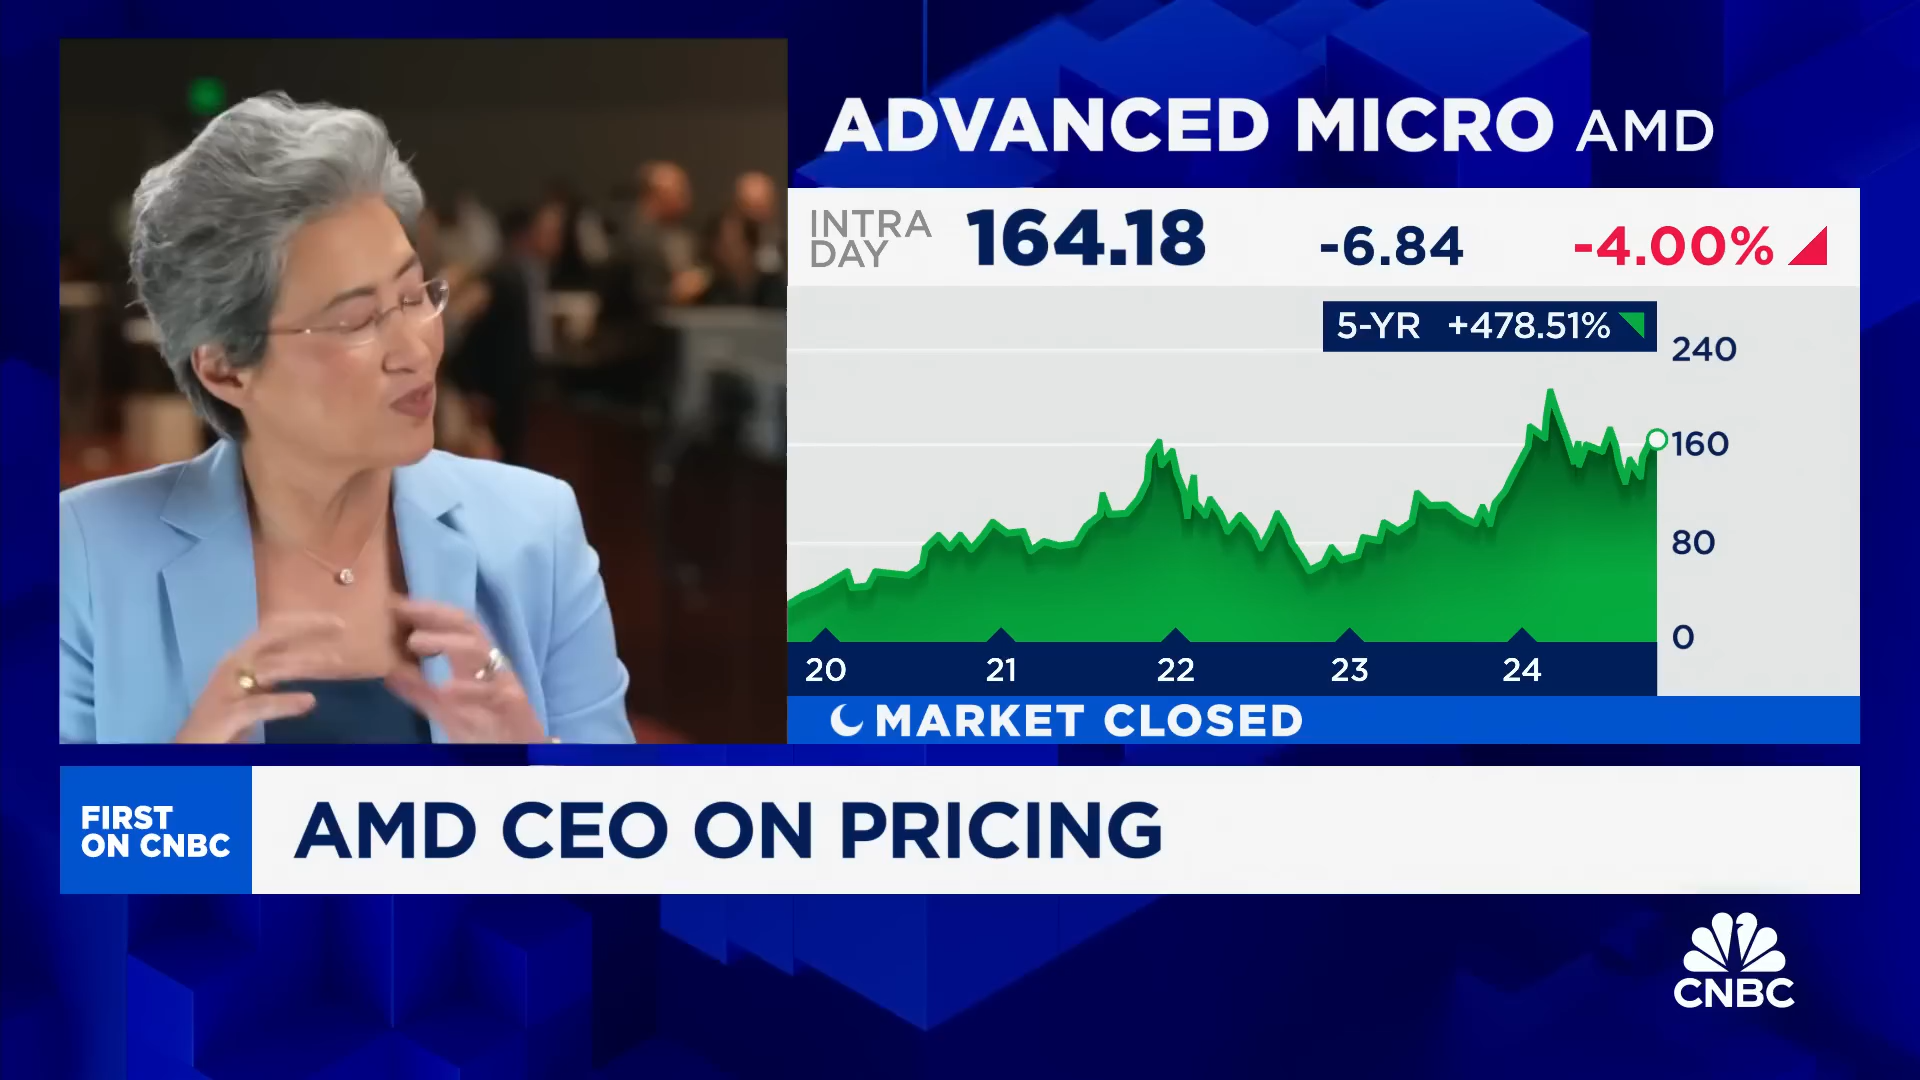 ADVANCED MICRO AMD
INTRA DAY 164.18 -6.84 -4.00%
5-YR +478.51%
240
160
80
0
20 21 22 23 24
MARKET CLOSED
FIRST
ON CNBC
AMD CEO ON PRICING
CNBC